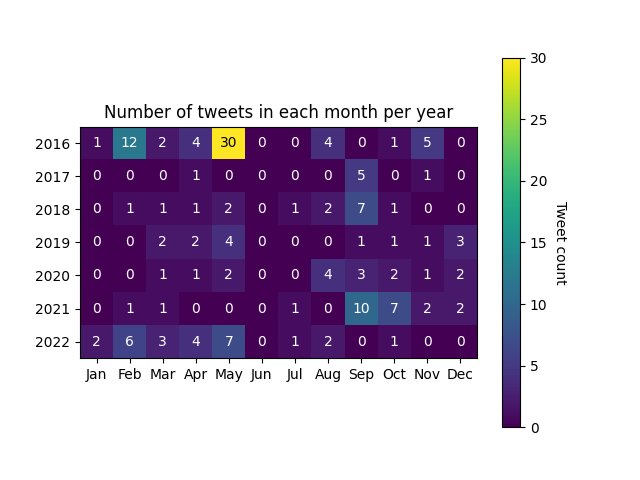 Number of tweets in each month per year
2016 1 12 2 4 30 0 0 4 0 1 5 0
2017 0 0 0 1 0 0 0 0 5 0 1 0
2018 0 1 1 1 2 0 1 2 7 1 0 0
2019 0 0 2 2 4 0 0 0 1 1 1 3
2020 0 0 1 1 2 0 0 4 3 2 1 2
2021 0 1 1 0 0 0 1 0 10 7 2 2
2022 2 6 3 4 7 0 1 2 0 1 0 0
Jan Feb Mar Apr May Jun Jul Aug Sep Oct Nov Dec
30
25
20
15
10
5
0
Tweet count